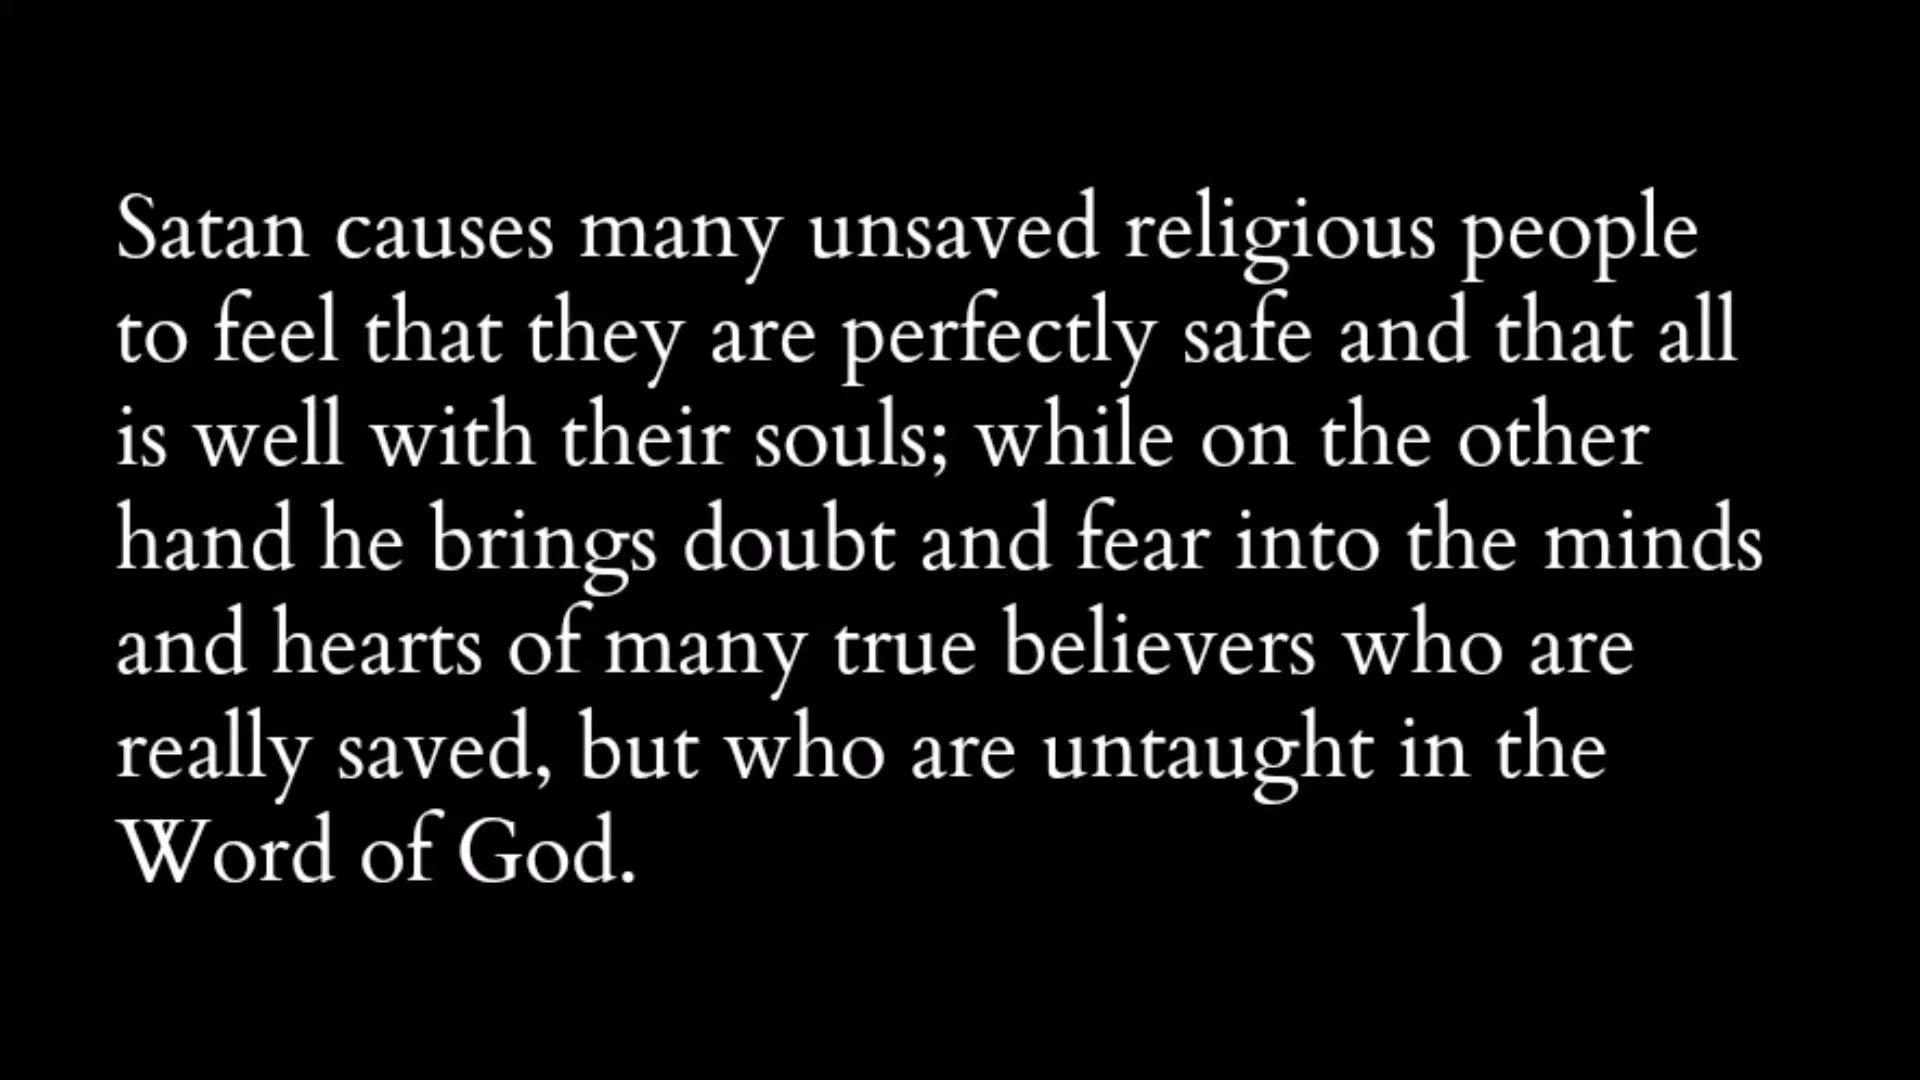 Satan causes many unsaved religious people
to feel that they are perfectly safe and that all
is well with their souls; while on the other
hand he brings doubt and fear into the minds
and hearts of many true believers who are
really saved, but who are untaught in the
Word of God.